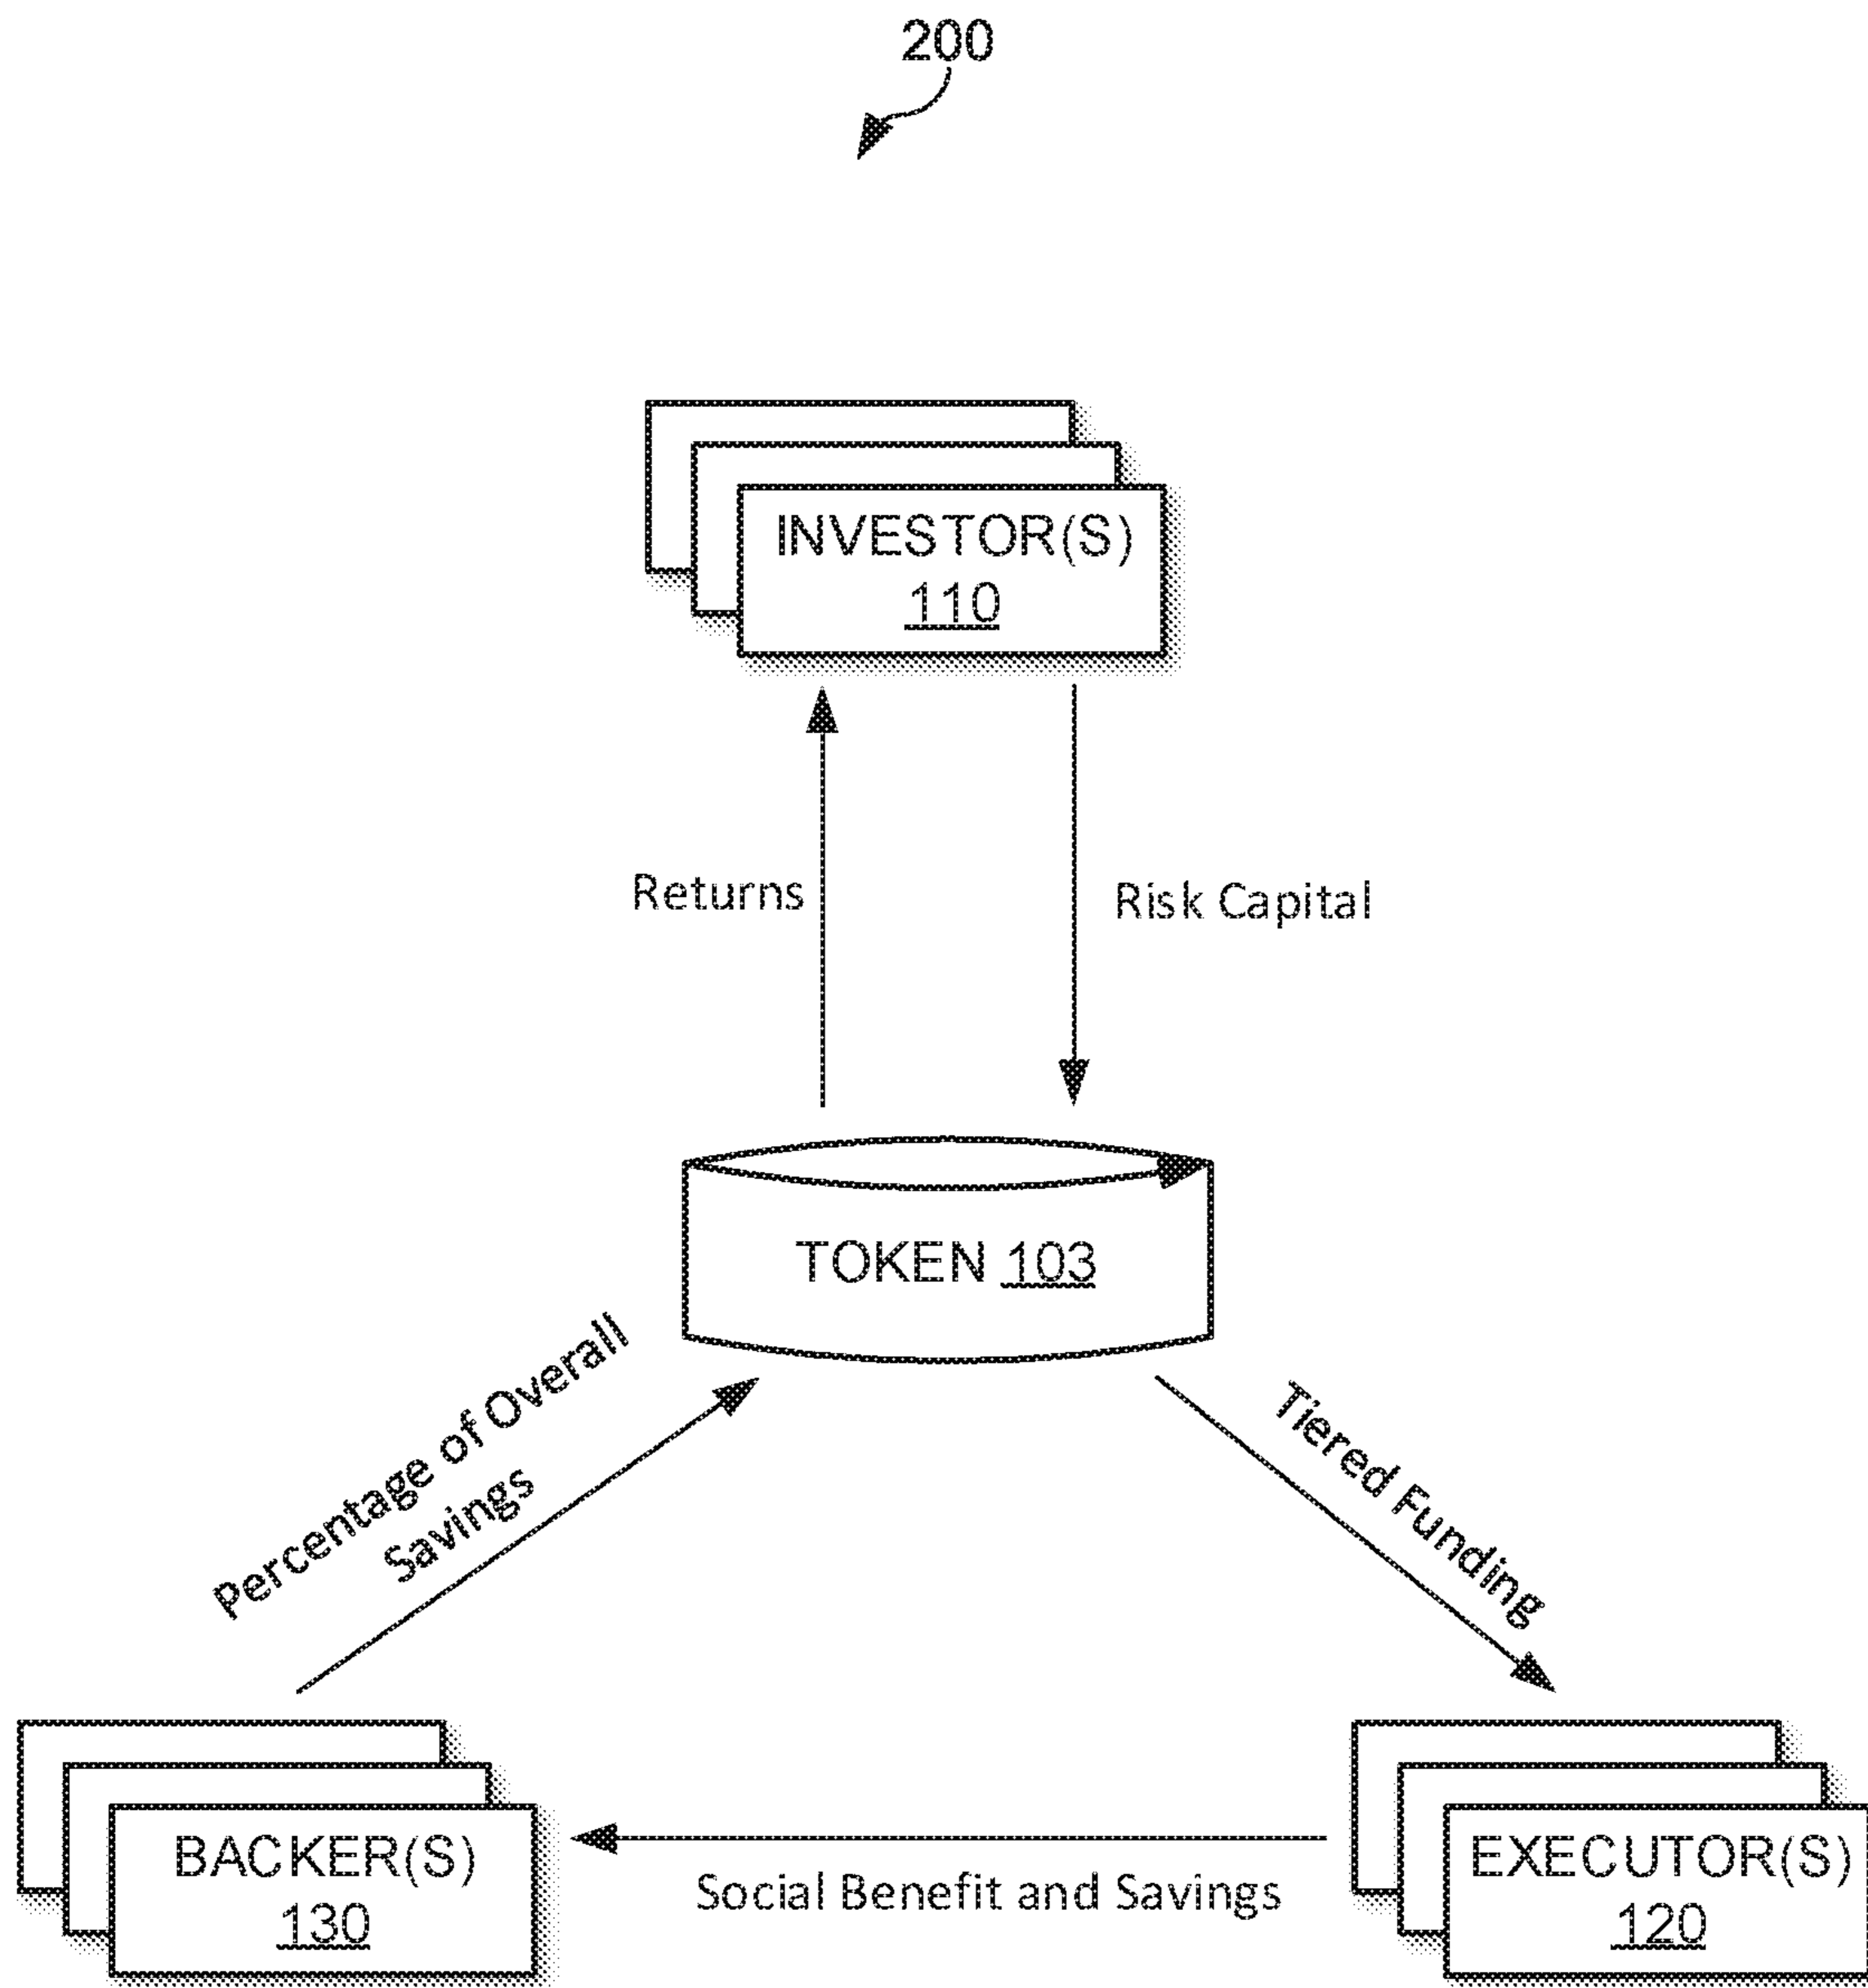 200
INVESTOR(S)
110
Returns
Risk Capital
TOKEN 103
Percentage of Overall
Savings
Tiered Funding
BACKER(S)
130
Social Benefit and Savings
EXECUTOR(S)
120